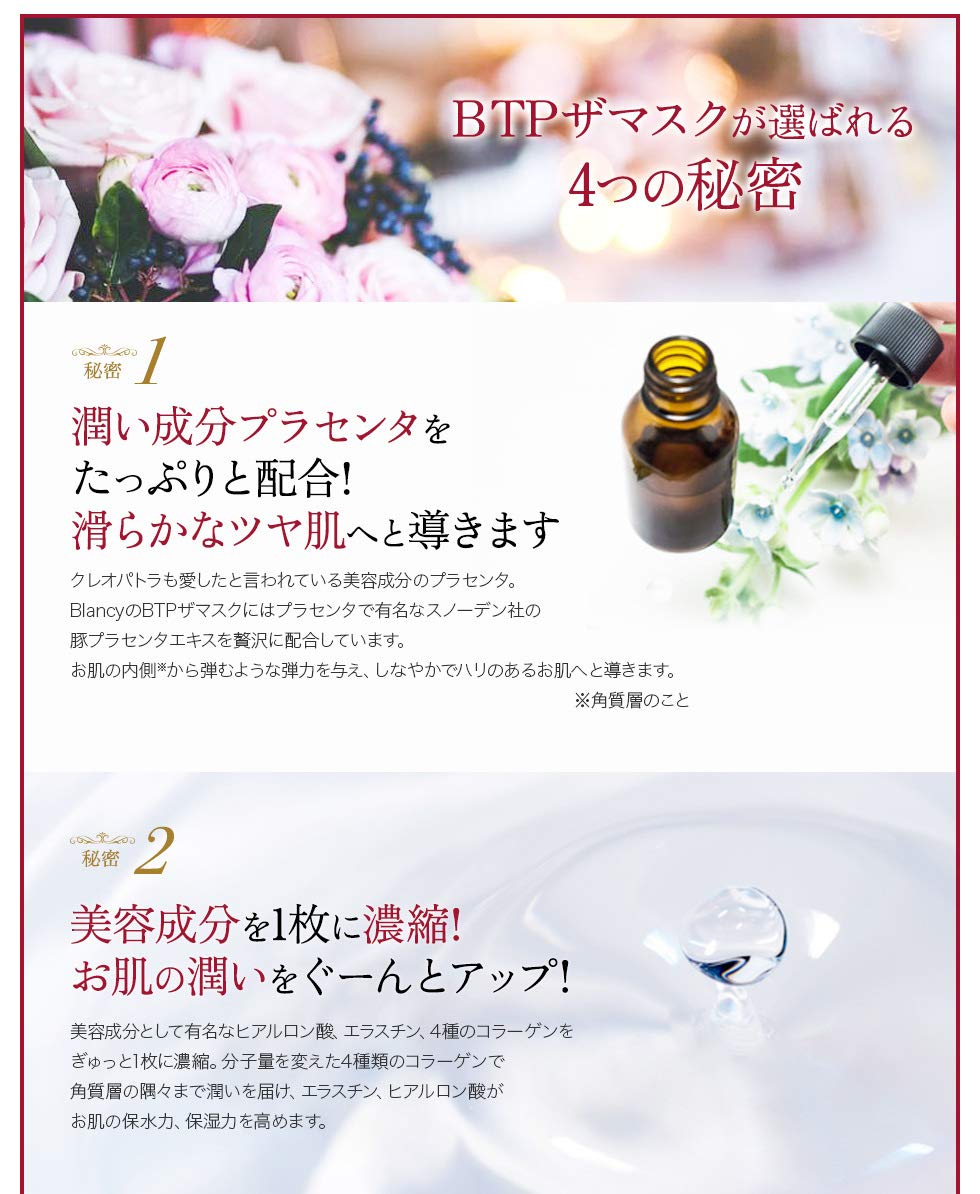 BTPザマスクが選ばれる
4つの秘密
秘密 1
潤い成分プラセンタを
たっぷりと配合!
滑らかなツヤ肌へと導きます
クレオパトラも愛したと言われている美容成分のプラセンタ。
BlancyのBTPザマスクにはプラセンタで有名なスノーデン社の
豚プラセンタエキスを贅沢に配合しています。
お肌の内側※から弾むような弾力を与え、しなやかでハリのあるお肌へと導きます。
※角質層のこと
秘密 2
美容成分を1枚に濃縮!
お肌の潤いをぐーんとアップ!
美容成分として有名なヒアルロン酸、エラスチン、4種のコラーゲンを
ぎゅっと1枚に濃縮。分子量を変えた4種類のコラーゲンで
角質層の隅々まで潤いを届け、エラスチン、ヒアルロン酸が
お肌の保水力、保湿力を高めます。